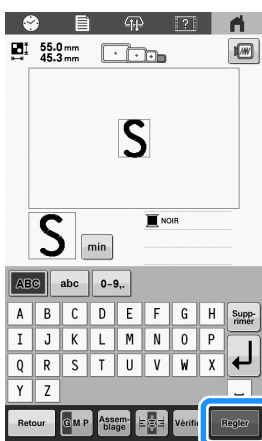 55.0 mm
45.3 mm
S
NOIR
S
min
ABC abc 0~9,.
A B C D E F G H Supp-
rimer
I J K L M N O P
Q R S T U V W X
Y Z
Retour G M P Assem-
blage E Vérifi Regler